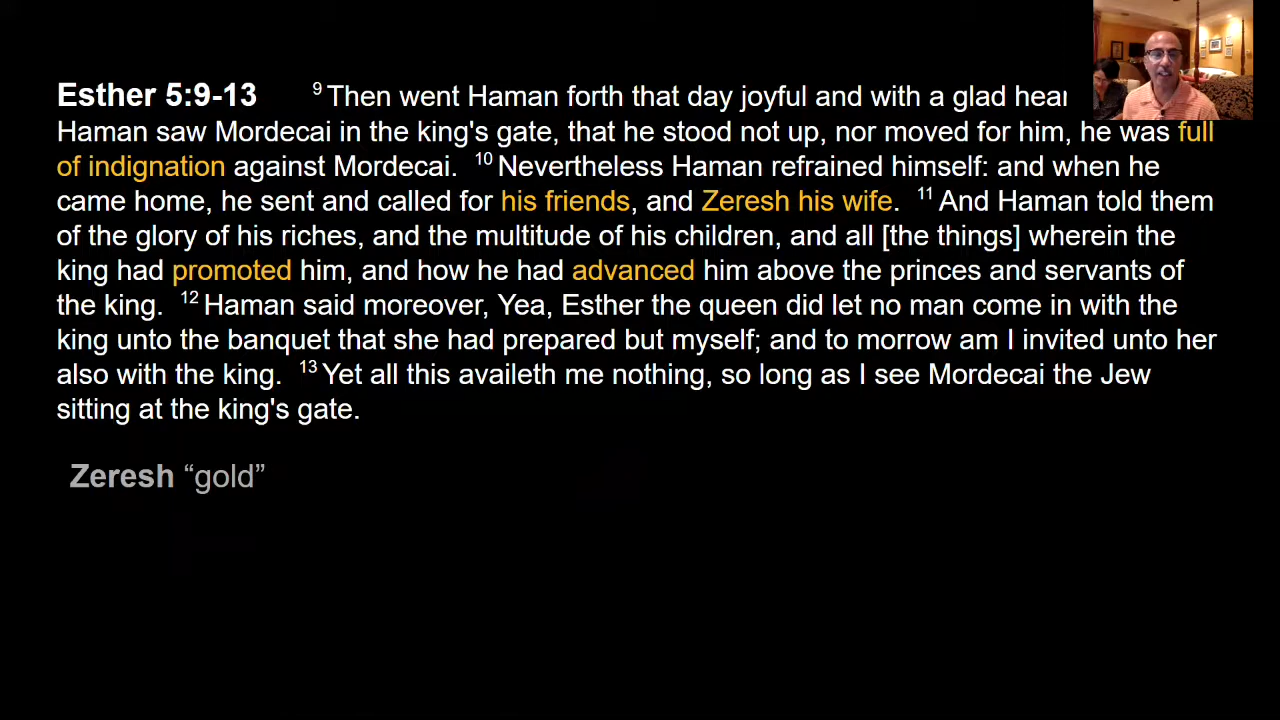 Esther 5:9-13 9 Then went Haman forth that day joyful and with a glad
Haman saw Mordecai in the king's gate, that he stood not up, nor moved for him, he was full
of indignation against Mordecai. 10 Nevertheless Haman refrained himself: and when he
came home, he sent and called for his friends, and Zeresh his wife. 11 And Haman told them
of the glory of his riches, and the multitude of his children, and all [the things] wherein the
king had promoted him, and how he had advanced him above the princes and servants of
the king. 12 Haman said moreover, Yea, Esther the queen did let no man come in with the
king unto the banquet that she had prepared but myself; and to morrow am I invited unto her
also with the king. 13 Yet all this availeth me nothing, so long as I see Mordecai the Jew
sitting at the king's gate.
Zeresh “gold”